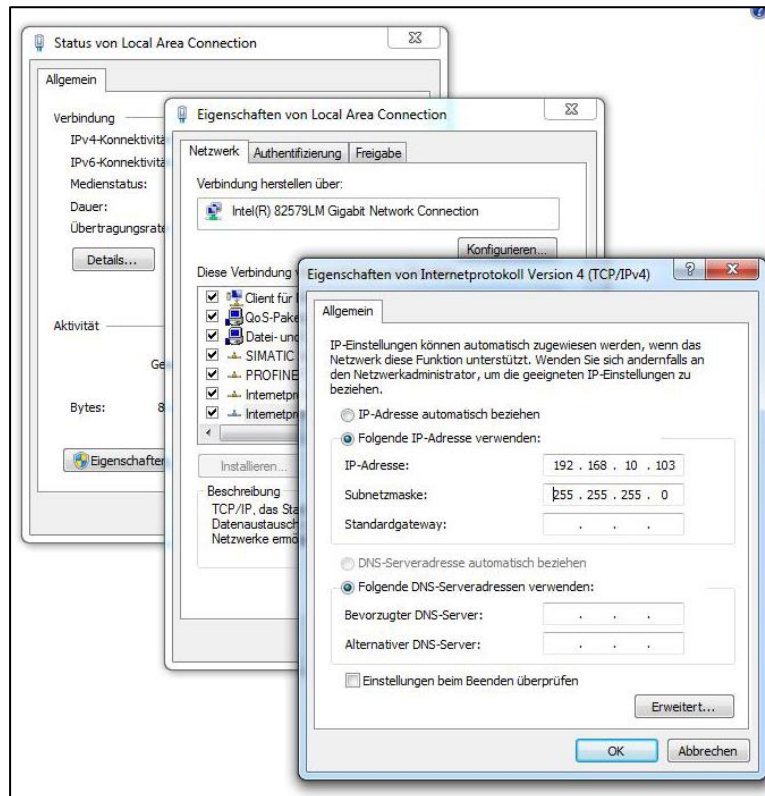 Status von Local Area Connection
Allgemein
Verbindung
IPv4-Konnektivitä
IPv6-Konnektivitä
Medienstatus:
Dauer:
Übertragungsrate
Details...
Aktivität
Ge
Bytes: 8
Eigenschafter
Eigenschaften von Local Area Connection
Netzwerk Authentifizierung Freigabe
Verbindung herstellen über:
Intel(R) 82579LM Gigabit Network Connection
Konfigurieren...
Diese Verbindung
Client für
QoS-Pake
Datei- und
SIMATIC
PROFINE
Internetpr
Internetpr
Installieren...
Beschreibung
TCP/IP, das Sta
Datenaustausch
Netzwerke ermö
Eigenschaften von Internetprotokoll Version 4 (TCP/IPv4)
Allgemein
IP-Einstellungen können automatisch zugewiesen werden, wenn das
Netzwerk diese Funktion unterstützt. Wenden Sie sich andernfalls an
den Netzwerkadministrator, um die geeigneten IP-Einstellungen zu
beziehen.
IP-Adresse automatisch beziehen
Folgende IP-Adresse verwenden:
IP-Adresse: 192 . 168 . 10 . 103
Subnetzmaske: 255 . 255 . 255 . 0
Standardgateway: . . .
DNS-Serveradresse automatisch beziehen
Folgende DNS-Serveradressen verwenden:
Bevorzugter DNS-Server: . . .
Alternativer DNS-Server: . . .
Einstellungen beim Beenden überprüfen
Erweitert...
OK Abbrechen